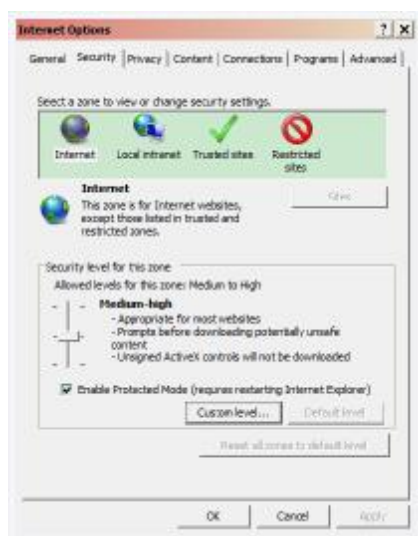 Internet Options
? X
General Security Privacy Content Connections Programs Advanced
Select a zone to view or change security settings.
Internet Local intranet Trusted sites Restricted sites
Internet
This zone is for Internet websites,
except those listed in trusted and
restricted zones.
Sites
Security level for this zone
Allowed levels for this zone: Medium to High
Medium-high
- Appropriate for most websites
- Prompts before downloading potentially unsafe
content
- Unsigned ActiveX controls will not be downloaded
Enable Protected Mode (requires restarting Internet Explorer)
Custom level... Default level
Reset all zones to default level
OK Cancel Apply